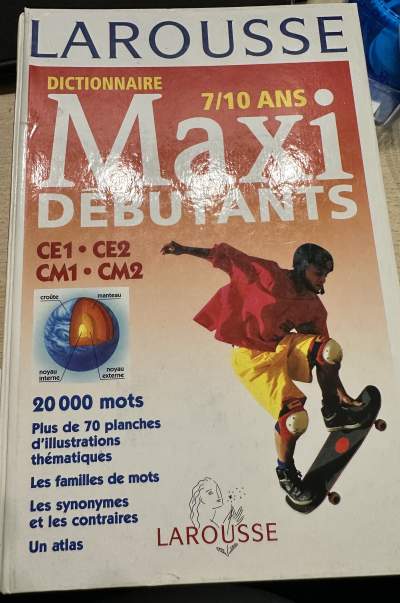 LAROUSSE
DICTIONNAIRE
7/10 ANS
Maxi
DÉBUTANTS
CE1 • CE2
CM1 • CM2
croûte
manteau
noyau
interne
noyau
externe
20 000 mots
Plus de 70 planches
d'illustrations
thématiques
Les familles de mots
Les synonymes
et les contraires
Un atlas
LAROUSSE